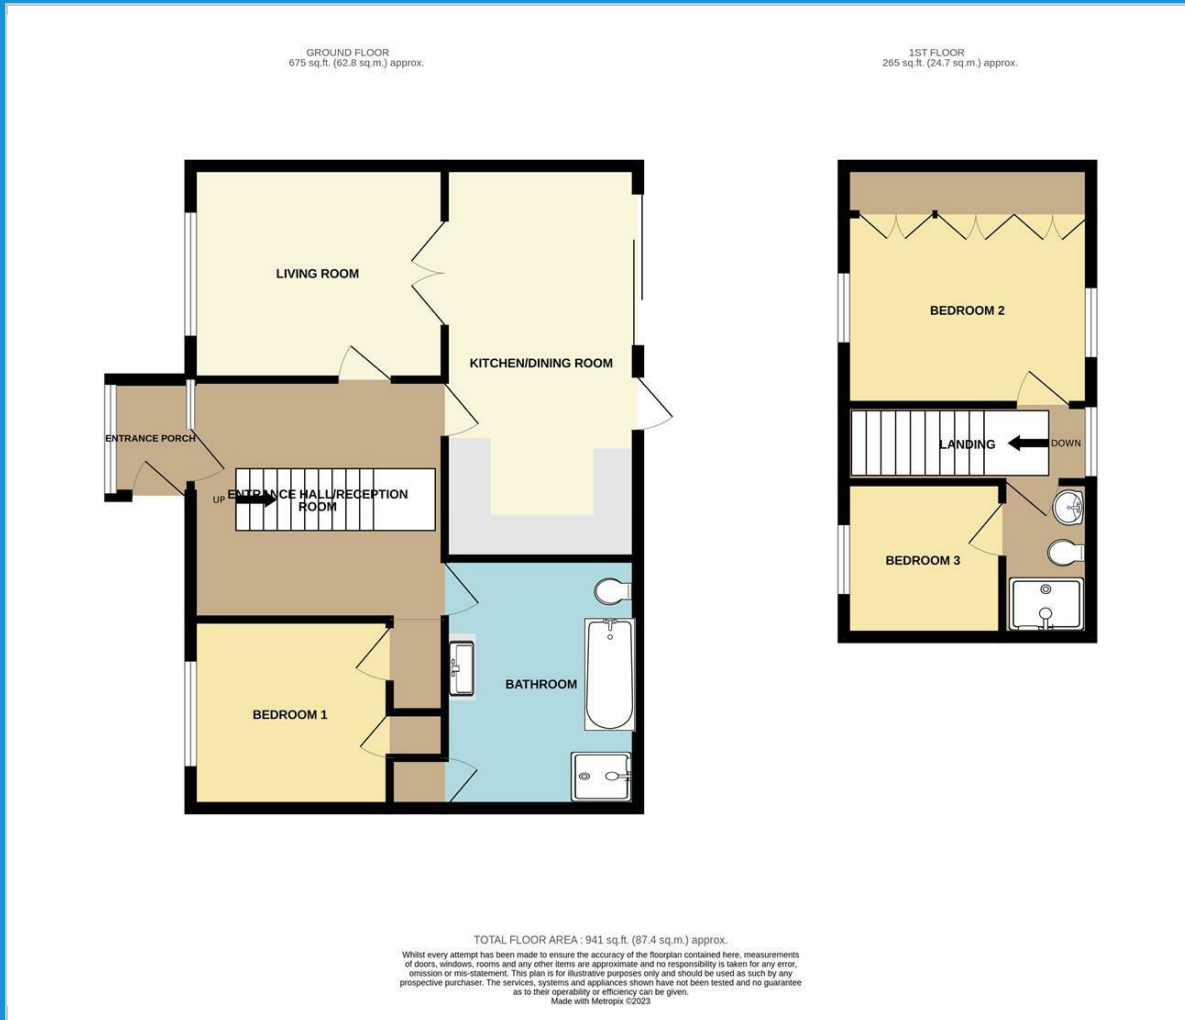 GROUND FLOOR
675 sq.ft. (62.8 sq.m.) approx.
1ST FLOOR
265 sq.ft. (24.7 sq.m.) approx.
LIVING ROOM
KITCHEN/DINING ROOM
ENTRANCE PORCH
UP
ENTRANCE HALL/RECEPTION
ROOM
BEDROOM 1
BATHROOM
BEDROOM 2
LANDING
DOWN
BEDROOM 3
TOTAL FLOOR AREA : 941 sq.ft. (87.4 sq.m.) approx.
Whilst every attempt has been made to ensure the accuracy of the floorplan contained here, measurements
of doors, windows, rooms and any other items are approximate and no responsibility is taken for any error,
omission or mis-statement. This plan is for illustrative purposes only and should be used as such by any
prospective purchaser. The services, systems and appliances shown have not been tested and no guarantee
as to their operability or efficiency can be given.
Made with Metropix ©2023